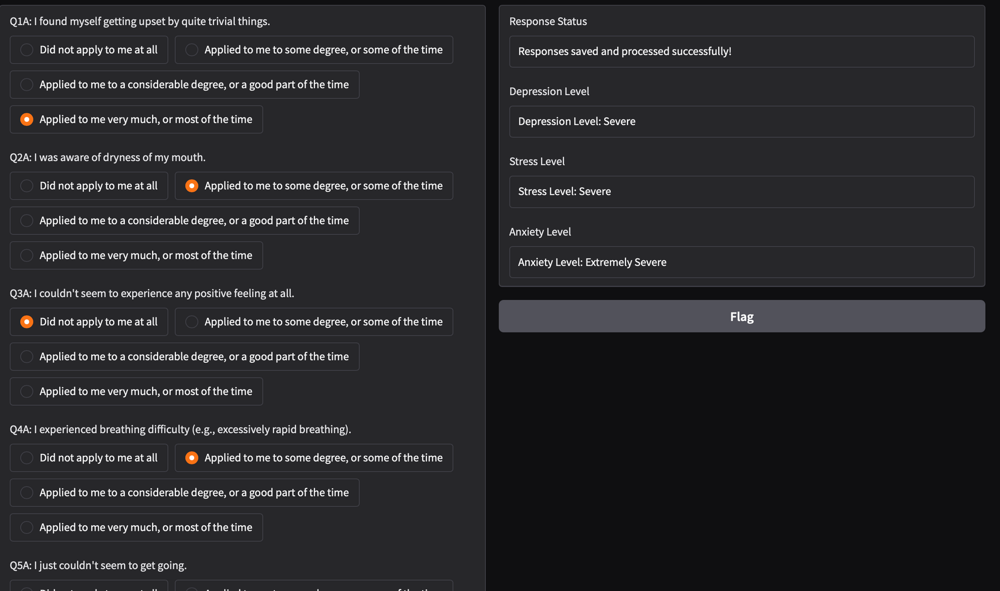 Q1A: I found myself getting upset by quite trivial things.
Did not apply to me at all
Applied to me to some degree, or some of the time
Applied to me to a considerable degree, or a good part of the time
Applied to me very much, or most of the time
Q2A: I was aware of dryness of my mouth.
Did not apply to me at all
Applied to me to some degree, or some of the time
Applied to me to a considerable degree, or a good part of the time
Applied to me very much, or most of the time
Q3A: I couldn't seem to experience any positive feeling at all.
Did not apply to me at all
Applied to me to some degree, or some of the time
Applied to me to a considerable degree, or a good part of the time
Applied to me very much, or most of the time
Q4A: I experienced breathing difficulty (e.g., excessively rapid breathing).
Did not apply to me at all
Applied to me to some degree, or some of the time
Applied to me to a considerable degree, or a good part of the time
Applied to me very much, or most of the time
Q5A: I just couldn't seem to get going.
Response Status
Responses saved and processed successfully!
Depression Level
Depression Level: Severe
Stress Level
Stress Level: Severe
Anxiety Level
Anxiety Level: Extremely Severe
Flag